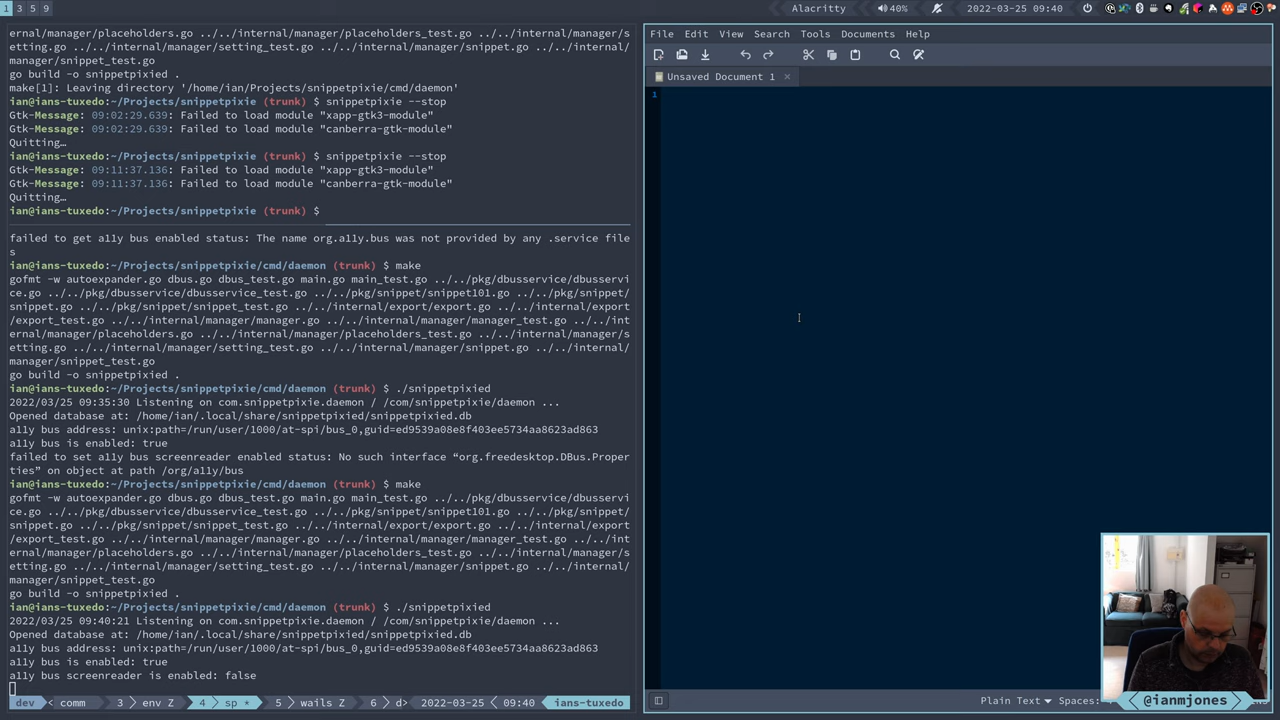 1 3 5 9
Alacritty 40% 2022-03-25 09:40
ernal/manager/placeholders.go ../../internal/manager/placeholders_test.go ../../internal/manager/s
etting.go ../../internal/manager/setting_test.go ../../internal/manager/snippet.go ../../internal/
manager/snippet_test.go
go build -o snippetpixied .
make[1]: Leaving directory '/home/ian/Projects/snippetpixie/cmd/daemon'
ian@ians-tuxedo:~/Projects/snippetpixie (trunk) $ snippetpixie --stop
Gtk-Message: 09:02:29.639: Failed to load module "xapp-gtk3-module"
Gtk-Message: 09:02:29.639: Failed to load module "canberra-gtk-module"
Quitting…
ian@ians-tuxedo:~/Projects/snippetpixie (trunk) $ snippetpixie --stop
Gtk-Message: 09:11:37.136: Failed to load module "xapp-gtk3-module"
Gtk-Message: 09:11:37.136: Failed to load module "canberra-gtk-module"
Quitting…
ian@ians-tuxedo:~/Projects/snippetpixie (trunk) $
failed to get a11y bus enabled status: The name org.a11y.bus was not provided by any .service file
s
ian@ians-tuxedo:~/Projects/snippetpixie/cmd/daemon (trunk) $ make
gofmt -w autoexpander.go dbus.go dbus_test.go main.go main_test.go ../../pkg/dbusservice/dbusservi
ce.go ../../pkg/dbusservice/dbusservice_test.go ../../pkg/snippet/snippet101.go ../../pkg/snippet/
snippet.go ../../pkg/snippet/snippet_test.go ../../internal/export/export.go ../../internal/export
/export_test.go ../../internal/manager/manager.go ../../internal/manager/manager_test.go ../../int
ernal/manager/placeholders.go ../../internal/manager/placeholders_test.go ../../internal/manager/s
etting.go ../../internal/manager/setting_test.go ../../internal/manager/snippet.go ../../internal/
manager/snippet_test.go
go build -o snippetpixied .
ian@ians-tuxedo:~/Projects/snippetpixie/cmd/daemon (trunk) $ ./snippetpixied
2022/03/25 09:35:30 Listening on com.snippetpixie.daemon / /com/snippetpixie/daemon ...
Opened database at: /home/ian/.local/share/snippetpixied/snippetpixied.db
a11y bus address: unix:path=/run/user/1000/at-spi/bus_0,guid=ed9539a08e8f403ee5734aa8623ad863
a11y bus is enabled: true
failed to set a11y bus screenreader enabled status: No such interface “org.freedesktop.DBus.Proper
ties” on object at path /org/a11y/bus
ian@ians-tuxedo:~/Projects/snippetpixie/cmd/daemon (trunk) $ make
gofmt -w autoexpander.go dbus.go dbus_test.go main.go main_test.go ../../pkg/dbusservice/dbusservi
ce.go ../../pkg/dbusservice/dbusservice_test.go ../../pkg/snippet/snippet101.go ../../pkg/snippet/
snippet.go ../../pkg/snippet/snippet_test.go ../../internal/export/export.go ../../internal/export
/export_test.go ../../internal/manager/manager.go ../../internal/manager/manager_test.go ../../int
ernal/manager/placeholders.go ../../internal/manager/placeholders_test.go ../../internal/manager/s
etting.go ../../internal/manager/setting_test.go ../../internal/manager/snippet.go ../../internal/
manager/snippet_test.go
go build -o snippetpixied .
ian@ians-tuxedo:~/Projects/snippetpixie/cmd/daemon (trunk) $ ./snippetpixied
2022/03/25 09:40:21 Listening on com.snippetpixie.daemon / /com/snippetpixie/daemon ...
Opened database at: /home/ian/.local/share/snippetpixied/snippetpixied.db
a11y bus address: unix:path=/run/user/1000/at-spi/bus_0,guid=ed9539a08e8f403ee5734aa8623ad863
a11y bus is enabled: true
a11y bus screenreader is enabled: false
dev < comm 3 > env Z 4 > sp * 5 > wails Z 6 > d> 2022-03-25 < 09:40 ians-tuxedo
File Edit View Search Tools Documents Help
Unsaved Document 1 ×
1
Plain Text Spaces:
@ianmjones